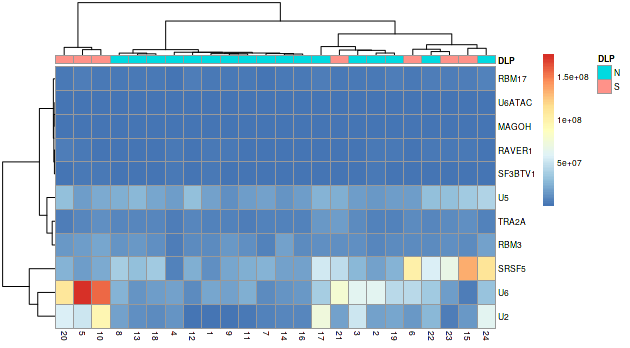 DLP
RBM17
U6ATAC
MAGOH
RAVER1
SF3BTV1
U5
TRA2A
RBM3
SRSF5
U6
U2
20 5 10 8 13 18 4 12 1 9 11 7 14 16 17 21 3 2 19 6 22 23 15 24
1.5e+08
1e+08
5e+07
DLP
N
S